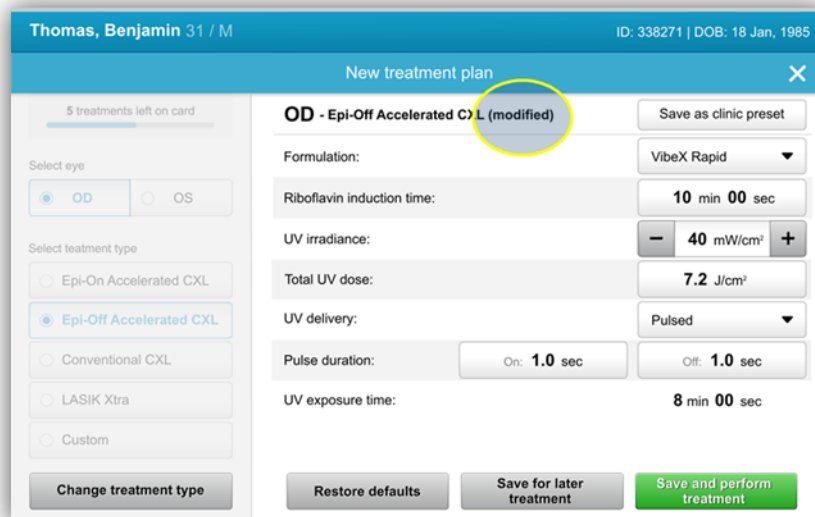 Thomas, Benjamin 31 / M
ID: 338271 | DOB: 18 Jan, 1985
New treatment plan
5 treatments left on card
Select eye
OD
OS
Select teatment type
Epi-On Accelerated CXL
Epi-Off Accelerated CXL
Conventional CXL
LASIK Xtra
Custom
Change treatment type
OD - Epi-Off Accelerated CXL (modified)
Save as clinic preset
Formulation: VibeX Rapid
Riboflavin induction time: 10 min 00 sec
UV irradiance: − 40 mW/cm² +
Total UV dose: 7.2 J/cm²
UV delivery: Pulsed
Pulse duration: On: 1.0 sec Off: 1.0 sec
UV exposure time: 8 min 00 sec
Restore defaults
Save for later
treatment
Save and perform
treatment